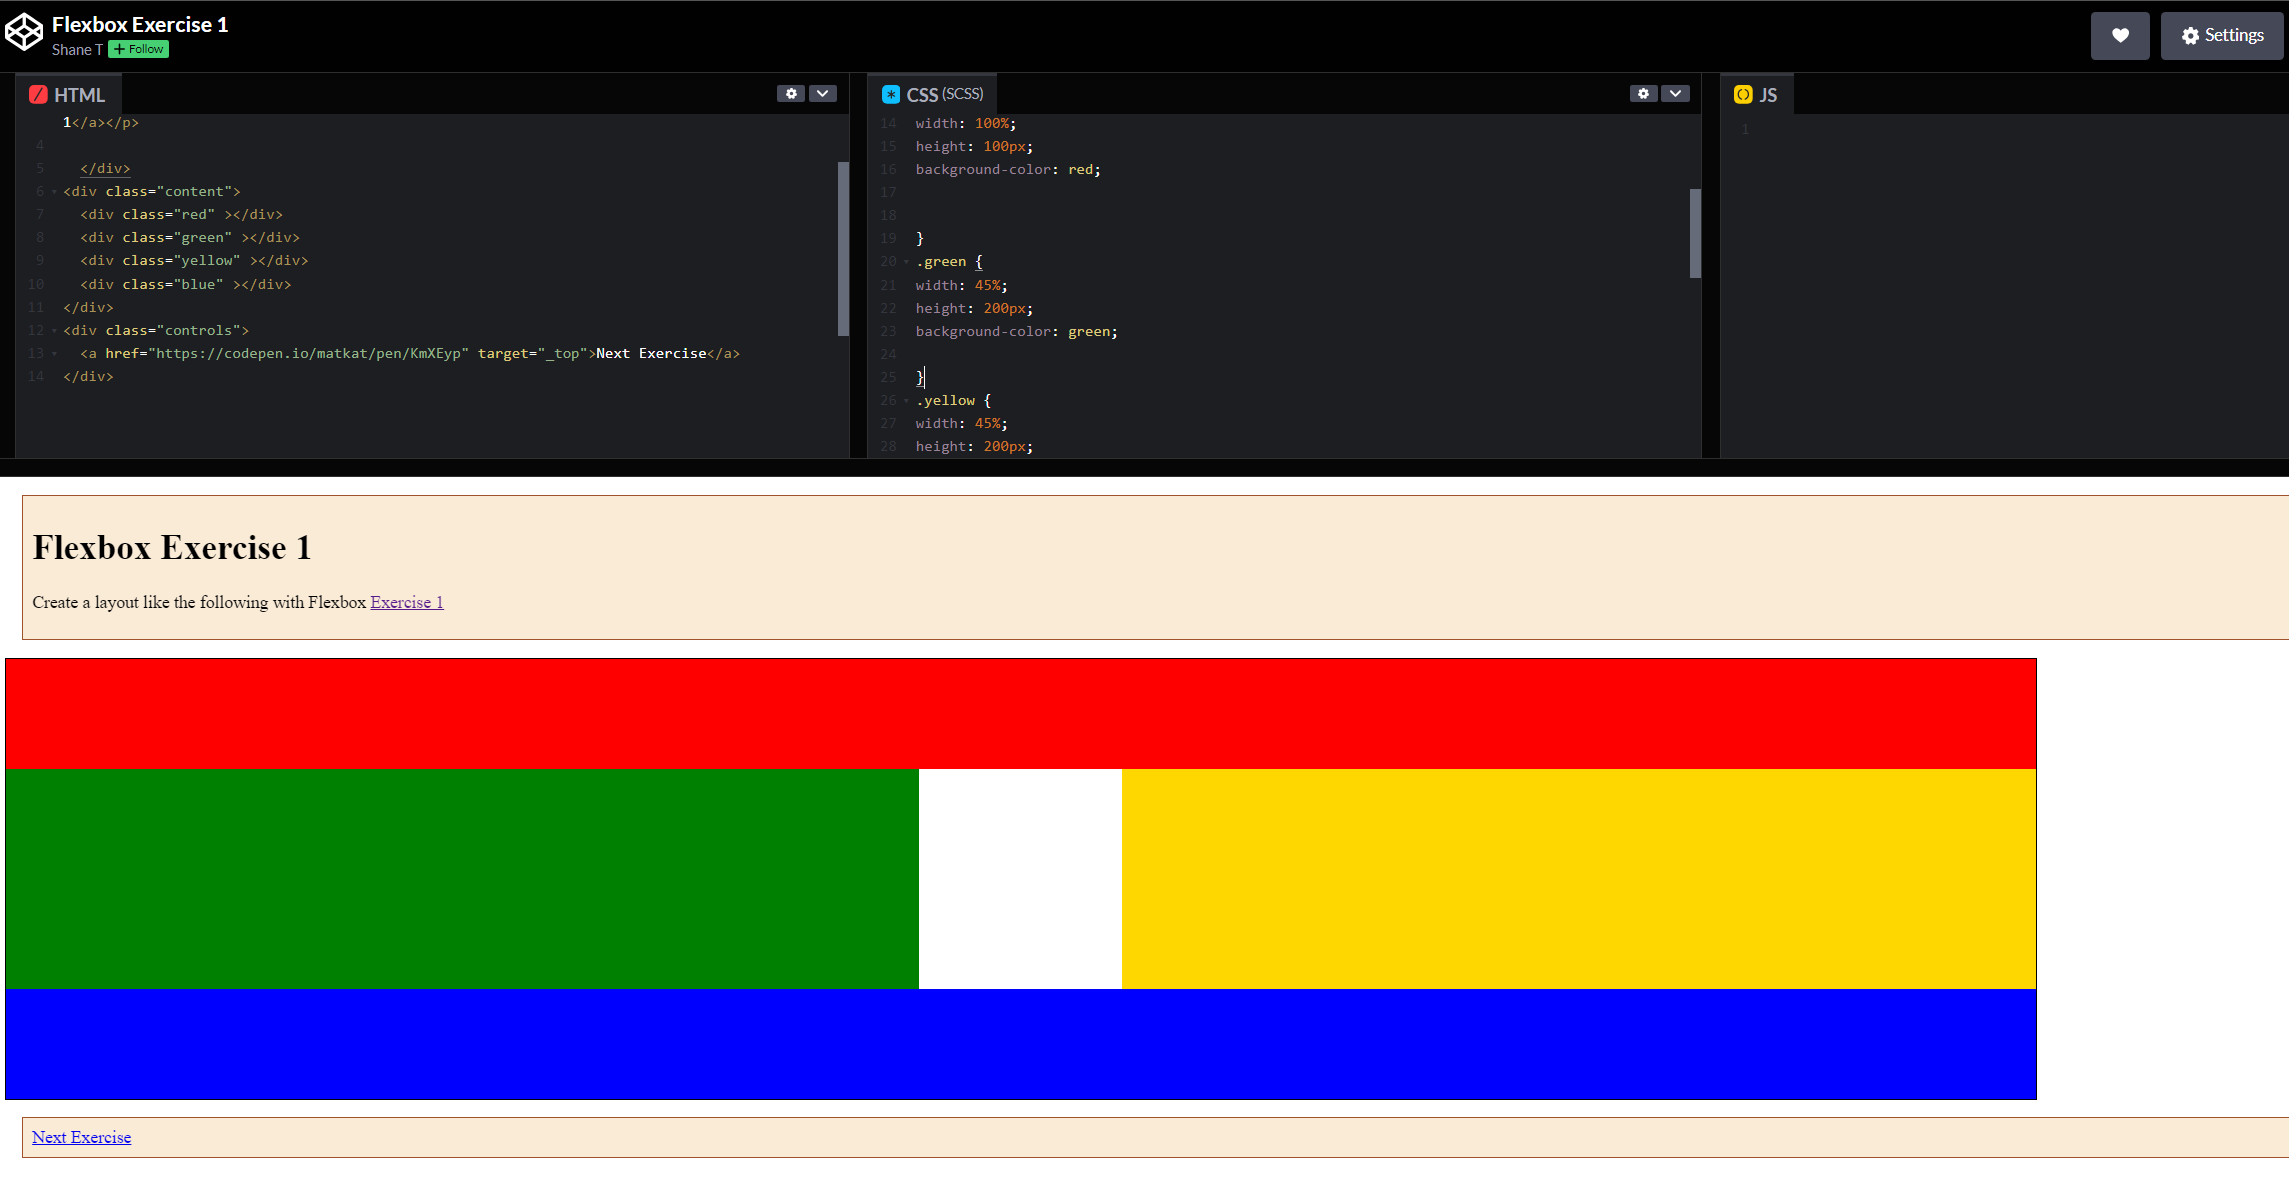 Flexbox Exercise 1
Shane T + Follow
Settings
HTML
1</a></p>
4
5 </div>
6 <div class="content">
7 <div class="red" ></div>
8 <div class="green" ></div>
9 <div class="yellow" ></div>
10 <div class="blue" ></div>
11 </div>
12 <div class="controls">
13 <a href="https://codepen.io/matkat/pen/KmXEyp" target="_top">Next Exercise</a>
14 </div>
CSS (SCSS)
14 width: 100%;
15 height: 100px;
16 background-color: red;
17
18
19 }
20 .green {
21 width: 45%;
22 height: 200px;
23 background-color: green;
24
25 }
26 .yellow {
27 width: 45%;
28 height: 200px;
JS
1
Flexbox Exercise 1
Create a layout like the following with Flexbox Exercise 1
Next Exercise